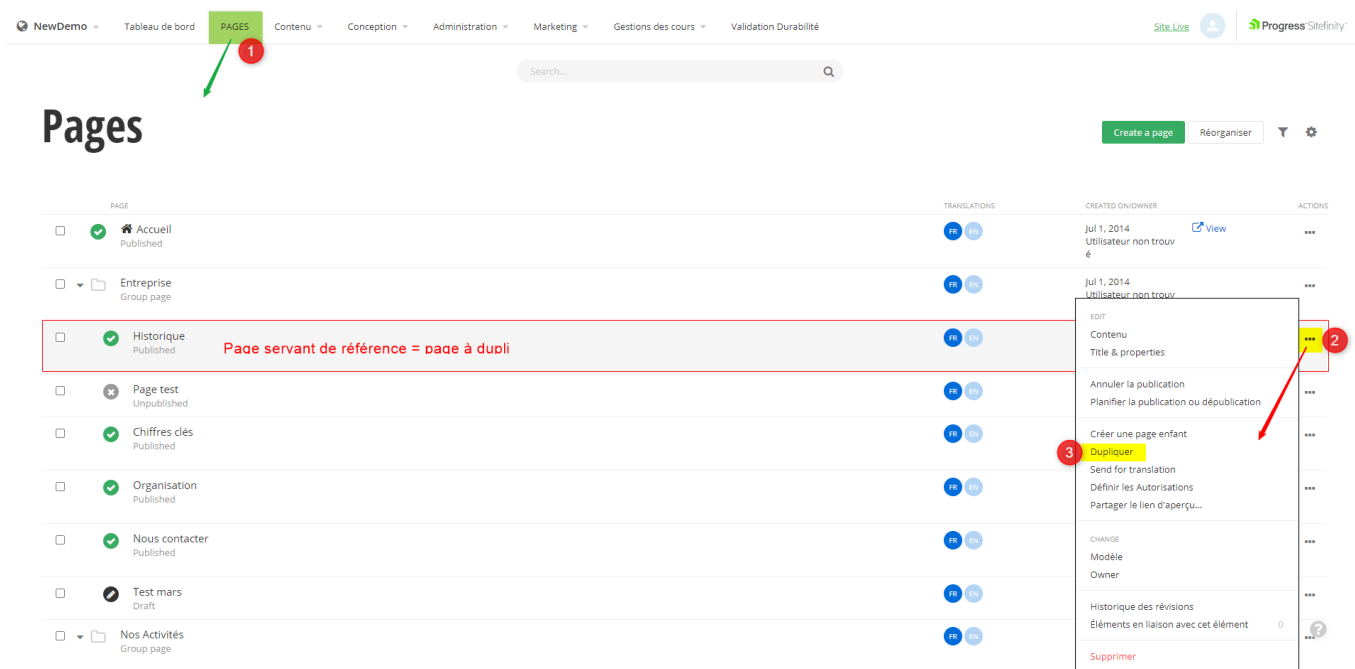 NewDemo Tableau de bord PAGES Contenu Conception Administration Marketing Gestions des cours Validation Durabilité Site Live Progress Sitefinity
1
Search...
Pages
Create a page Réorganiser
PAGE TRANSLATIONS CREATED ON/OWNER ACTIONS
Accueil FR EN Jul 1, 2014 View
Published Utilisateur non trouv
é
Entreprise FR EN Jul 1, 2014
Group page Utilisateur non trouv
Historique FR EN
Published
Page servant de référence = page à dupli
2
Page test FR EN
Unpublished
Chiffres clés FR EN
Published
Organisation FR EN
Published
Nous contacter FR EN
Published
Test mars FR EN
Draft
Nos Activités FR EN
Group page
EDIT
Contenu
Title & properties
Annuler la publication
Planifier la publication ou dépublication
Créer une page enfant
3 Dupliquer
Send for translation
Définir les Autorisations
Partager le lien d'aperçu...
CHANGE
Modèle
Owner
Historique des révisions
Éléments en liaison avec cet élément 0
Supprimer
?